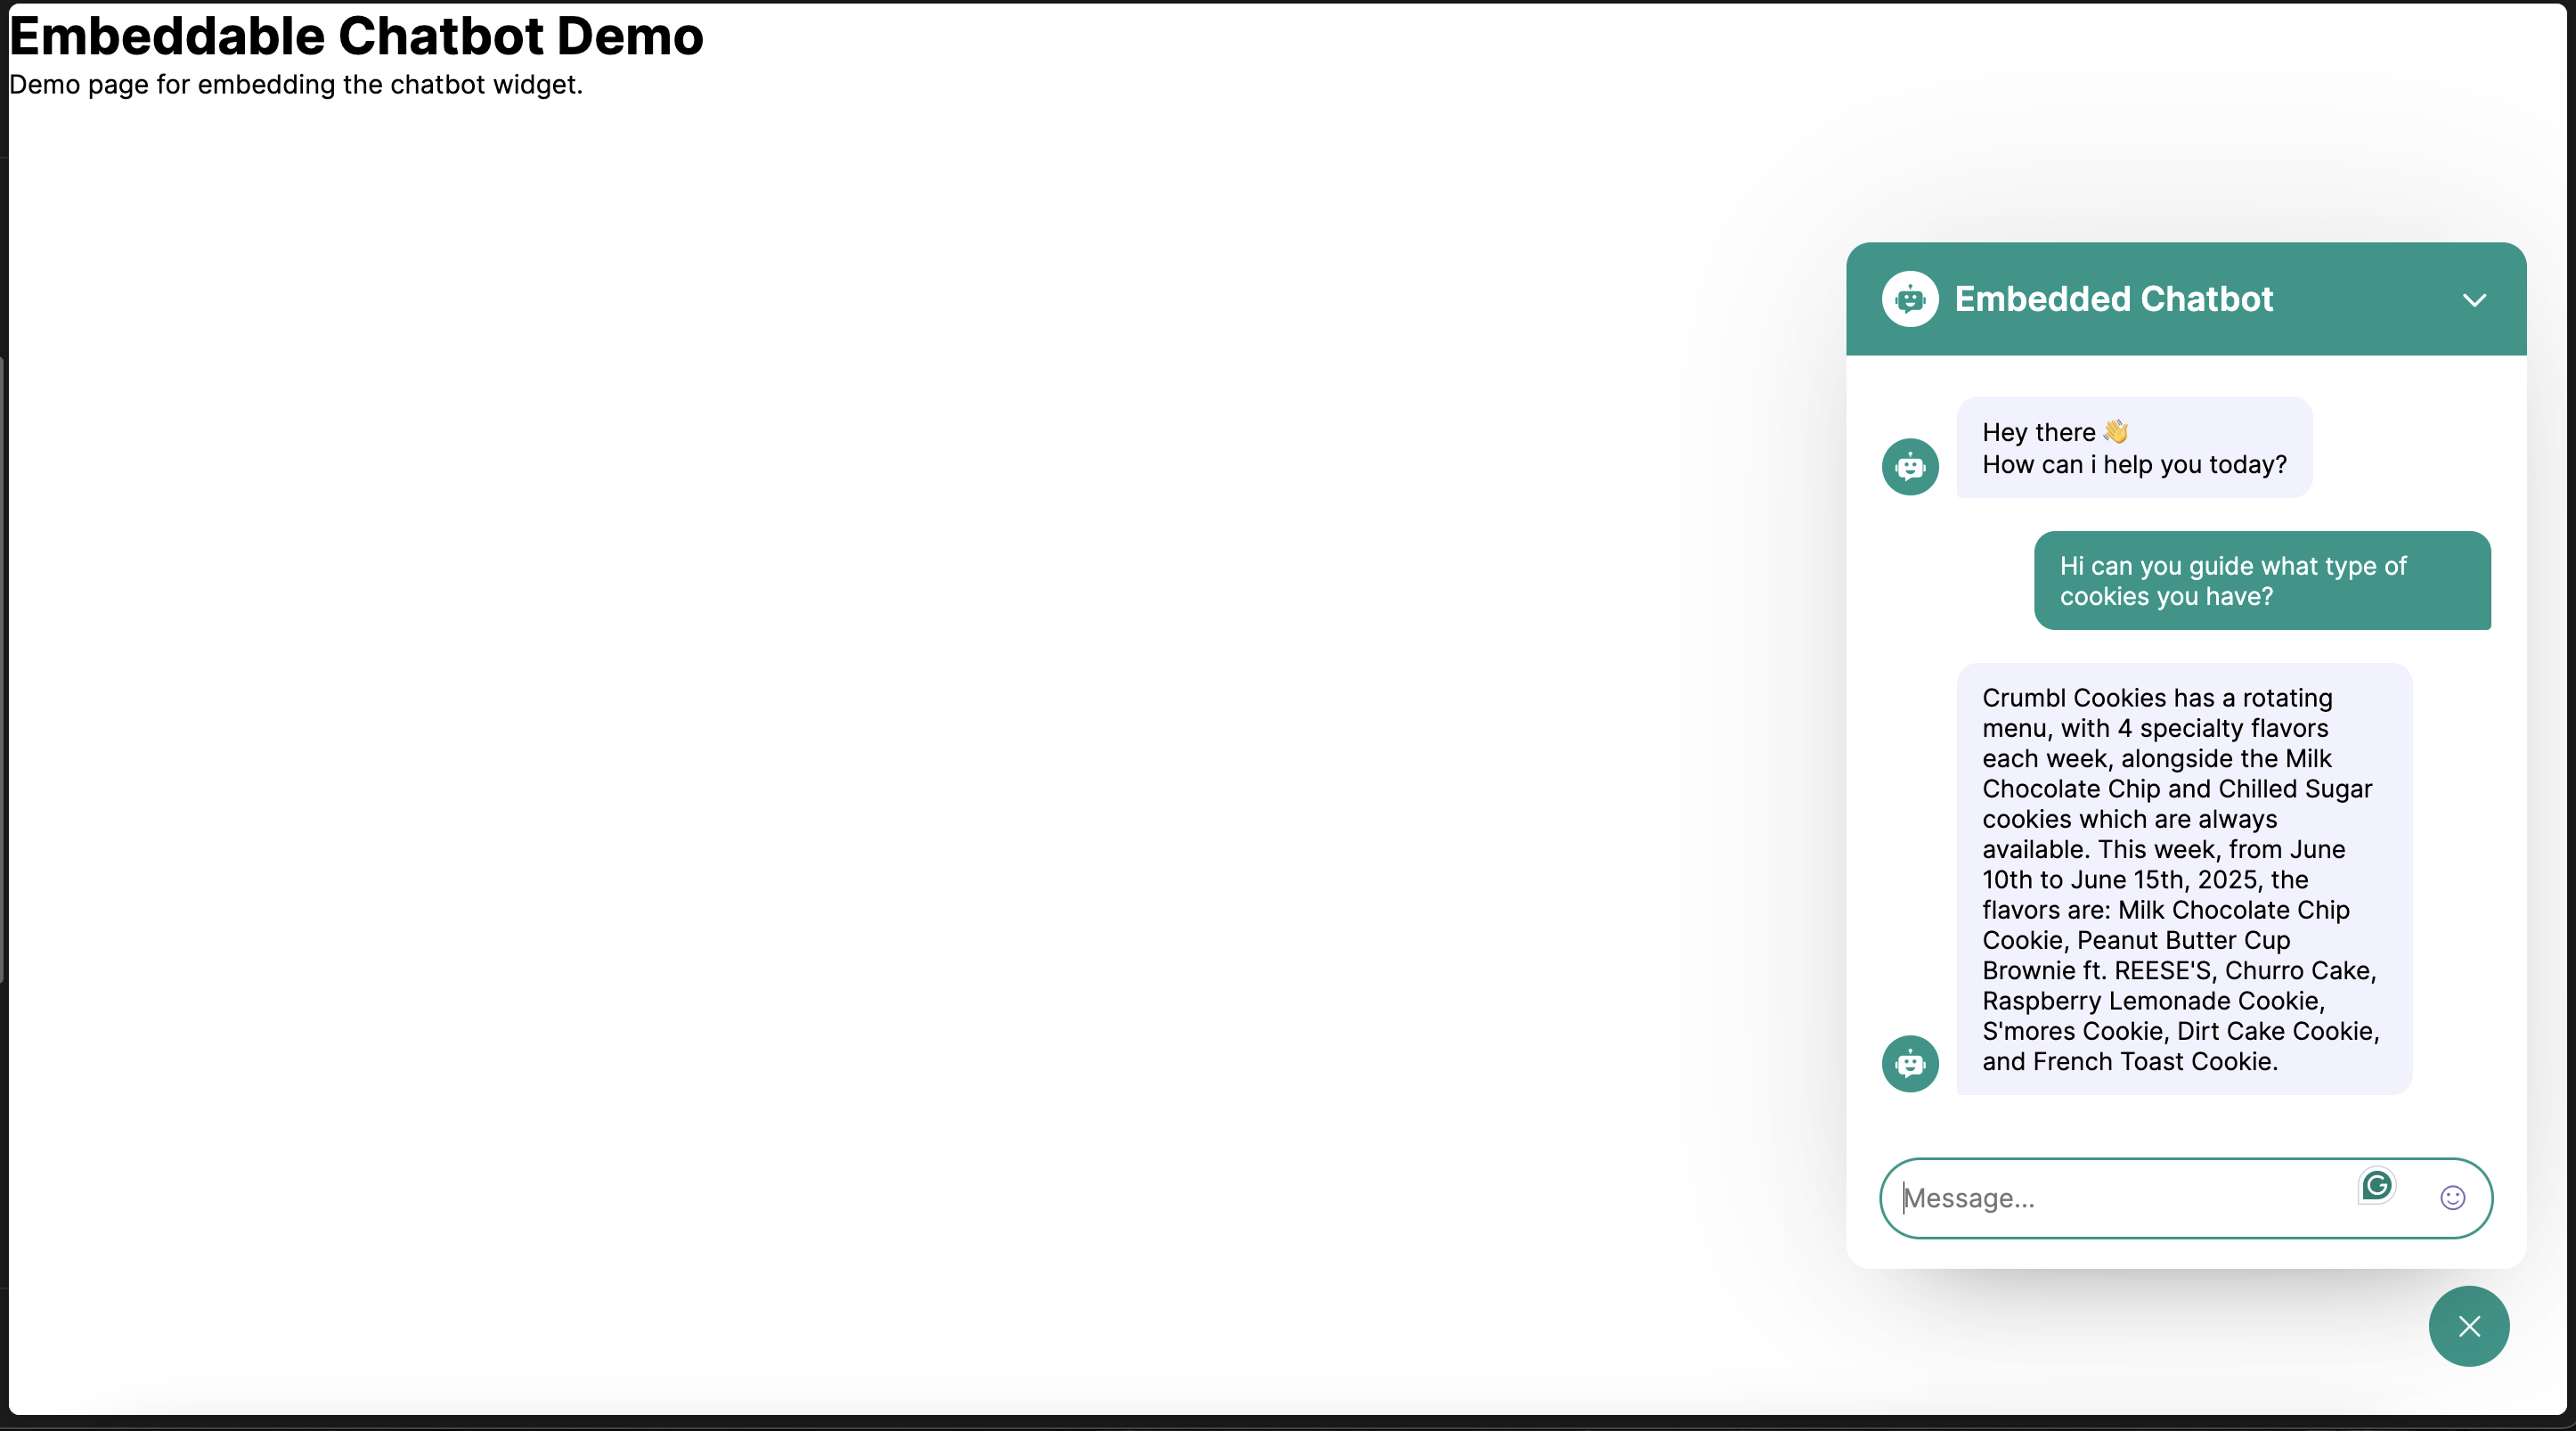 Embeddable Chatbot Demo
Demo page for embedding the chatbot widget.
Embedded Chatbot
Hey there 👋
How can i help you today?
Hi can you guide what type of
cookies you have?
Crumbl Cookies has a rotating
menu, with 4 specialty flavors
each week, alongside the Milk
Chocolate Chip and Chilled Sugar
cookies which are always
available. This week, from June
10th to June 15th, 2025, the
flavors are: Milk Chocolate Chip
Cookie, Peanut Butter Cup
Brownie ft. REESE'S, Churro Cake,
Raspberry Lemonade Cookie,
S'mores Cookie, Dirt Cake Cookie,
and French Toast Cookie.
Message...